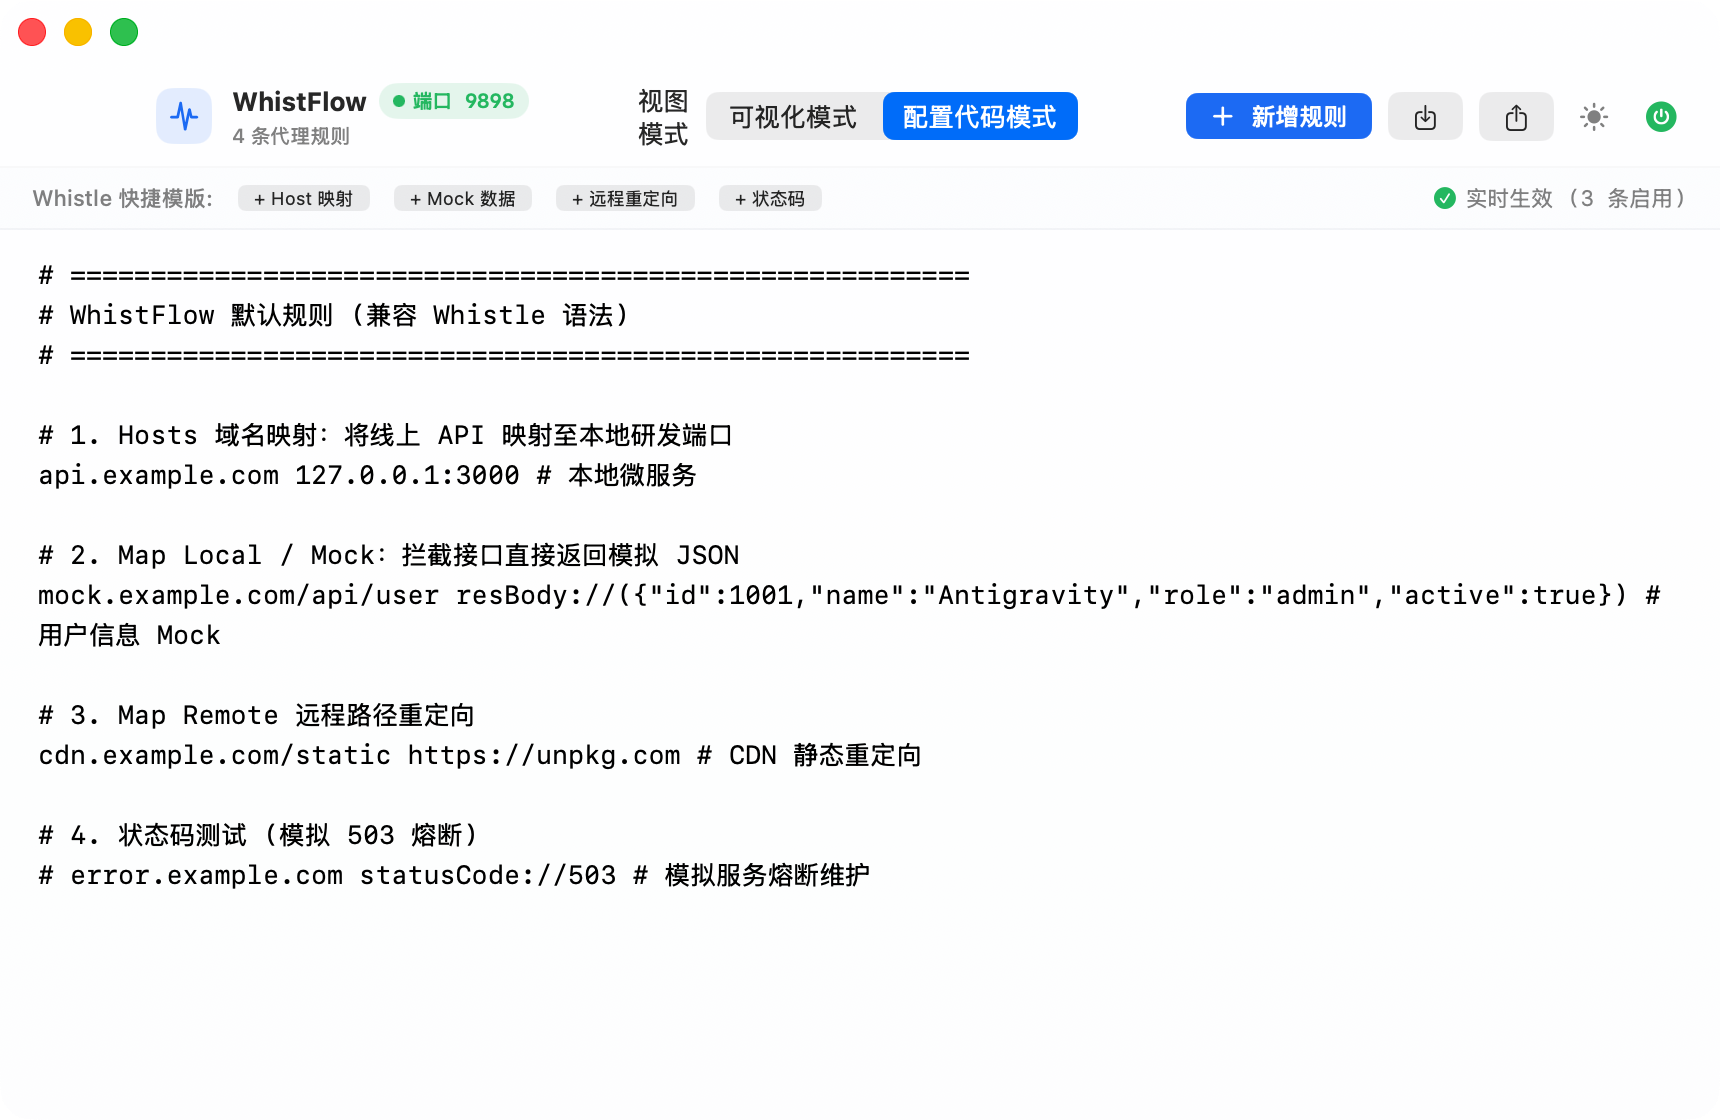 WhistFlow
端口 9898
4 条代理规则
视图
模式
可视化模式
配置代码模式
+ 新增规则
Whistle 快捷模版:
+ Host 映射
+ Mock 数据
+ 远程重定向
+ 状态码
实时生效 (3 条启用)
# ========================================================
# WhistFlow 默认规则 (兼容 Whistle 语法)
# ========================================================
# 1. Hosts 域名映射: 将线上 API 映射至本地研发端口
api.example.com 127.0.0.1:3000 # 本地微服务
# 2. Map Local / Mock: 拦截接口直接返回模拟 JSON
mock.example.com/api/user resBody://({"id":1001,"name":"Antigravity","role":"admin","active":true}) #
用户信息 Mock
# 3. Map Remote 远程路径重定向
cdn.example.com/static https://unpkg.com # CDN 静态重定向
# 4. 状态码测试 (模拟 503 熔断)
# error.example.com statusCode://503 # 模拟服务熔断维护